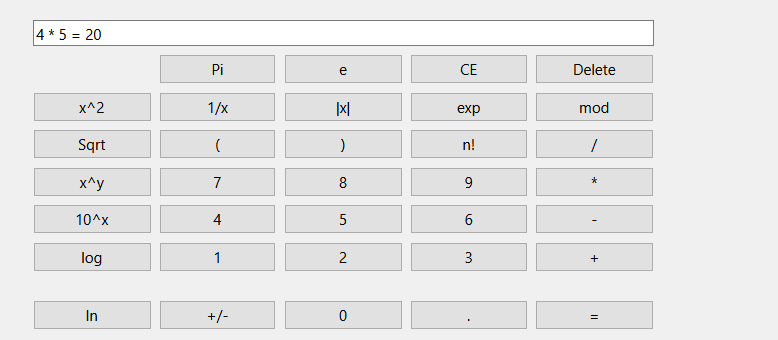 4 * 5 = 20
Pi e CE Delete
x^2 1/x |x| exp mod
Sqrt ( ) n! /
x^y 7 8 9 *
10^x 4 5 6 -
log 1 2 3 +
ln +/- 0 . =